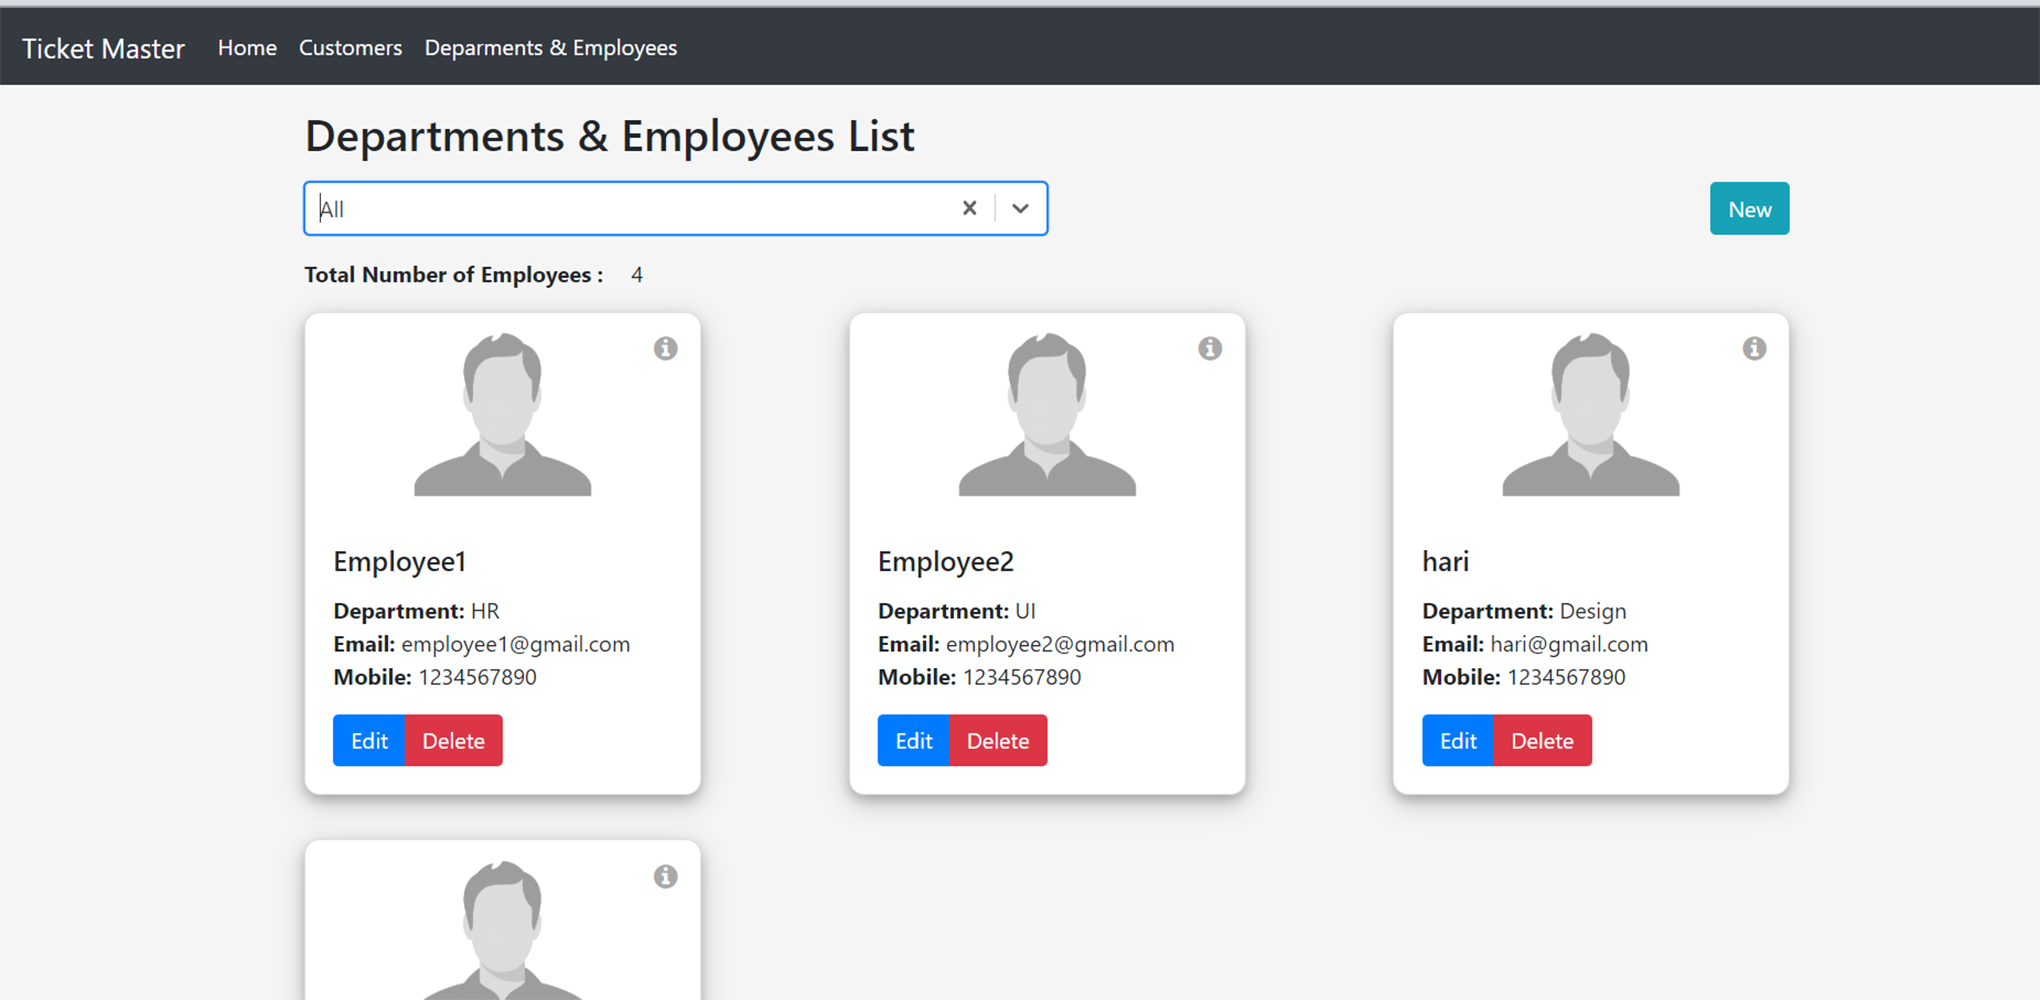 Ticket Master Home Customers Deparments & Employees
Departments & Employees List
All
New
Total Number of Employees : 4
Employee1
Department: HR
Email: employee1@gmail.com
Mobile: 1234567890
Edit Delete
Employee2
Department: UI
Email: employee2@gmail.com
Mobile: 1234567890
Edit Delete
hari
Department: Design
Email: hari@gmail.com
Mobile: 1234567890
Edit Delete